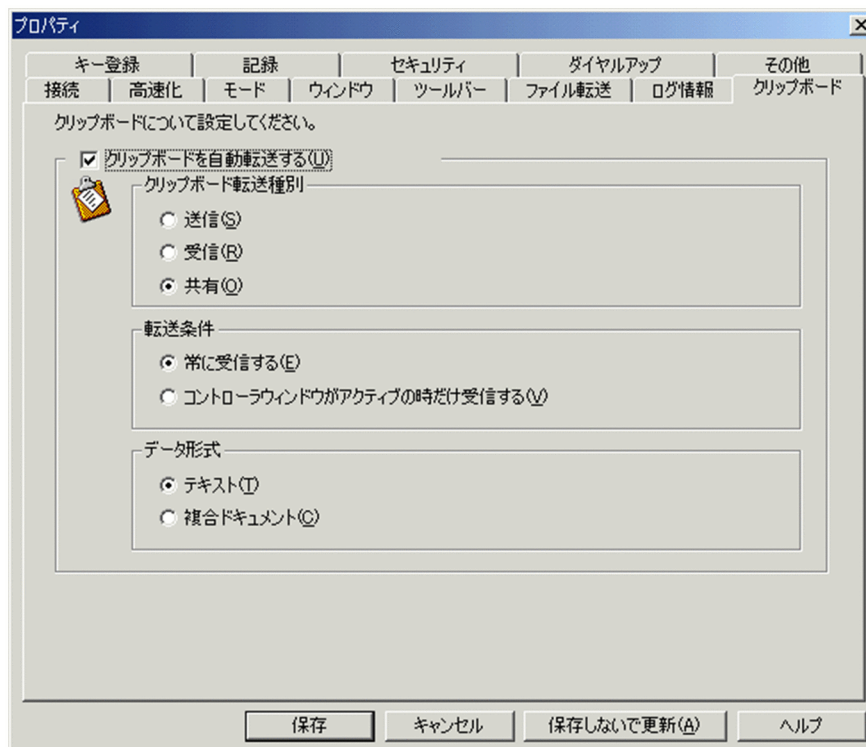 プロパティ
キー登録 記録 セキュリティ ダイヤルアップ その他
接続 高速化 モード ウィンドウ ツールバー ファイル転送 ログ情報 クリップボード
クリップボードについて設定してください。
クリップボードを自動転送する(U)
クリップボード転送種別
送信(S)
受信(R)
共有(O)
転送条件
常に受信する(E)
コントローラウィンドウがアクティブの時だけ受信する(V)
データ形式
テキスト(T)
複合ドキュメント(C)
保存 キャンセル 保存しないで更新(A) ヘルプ